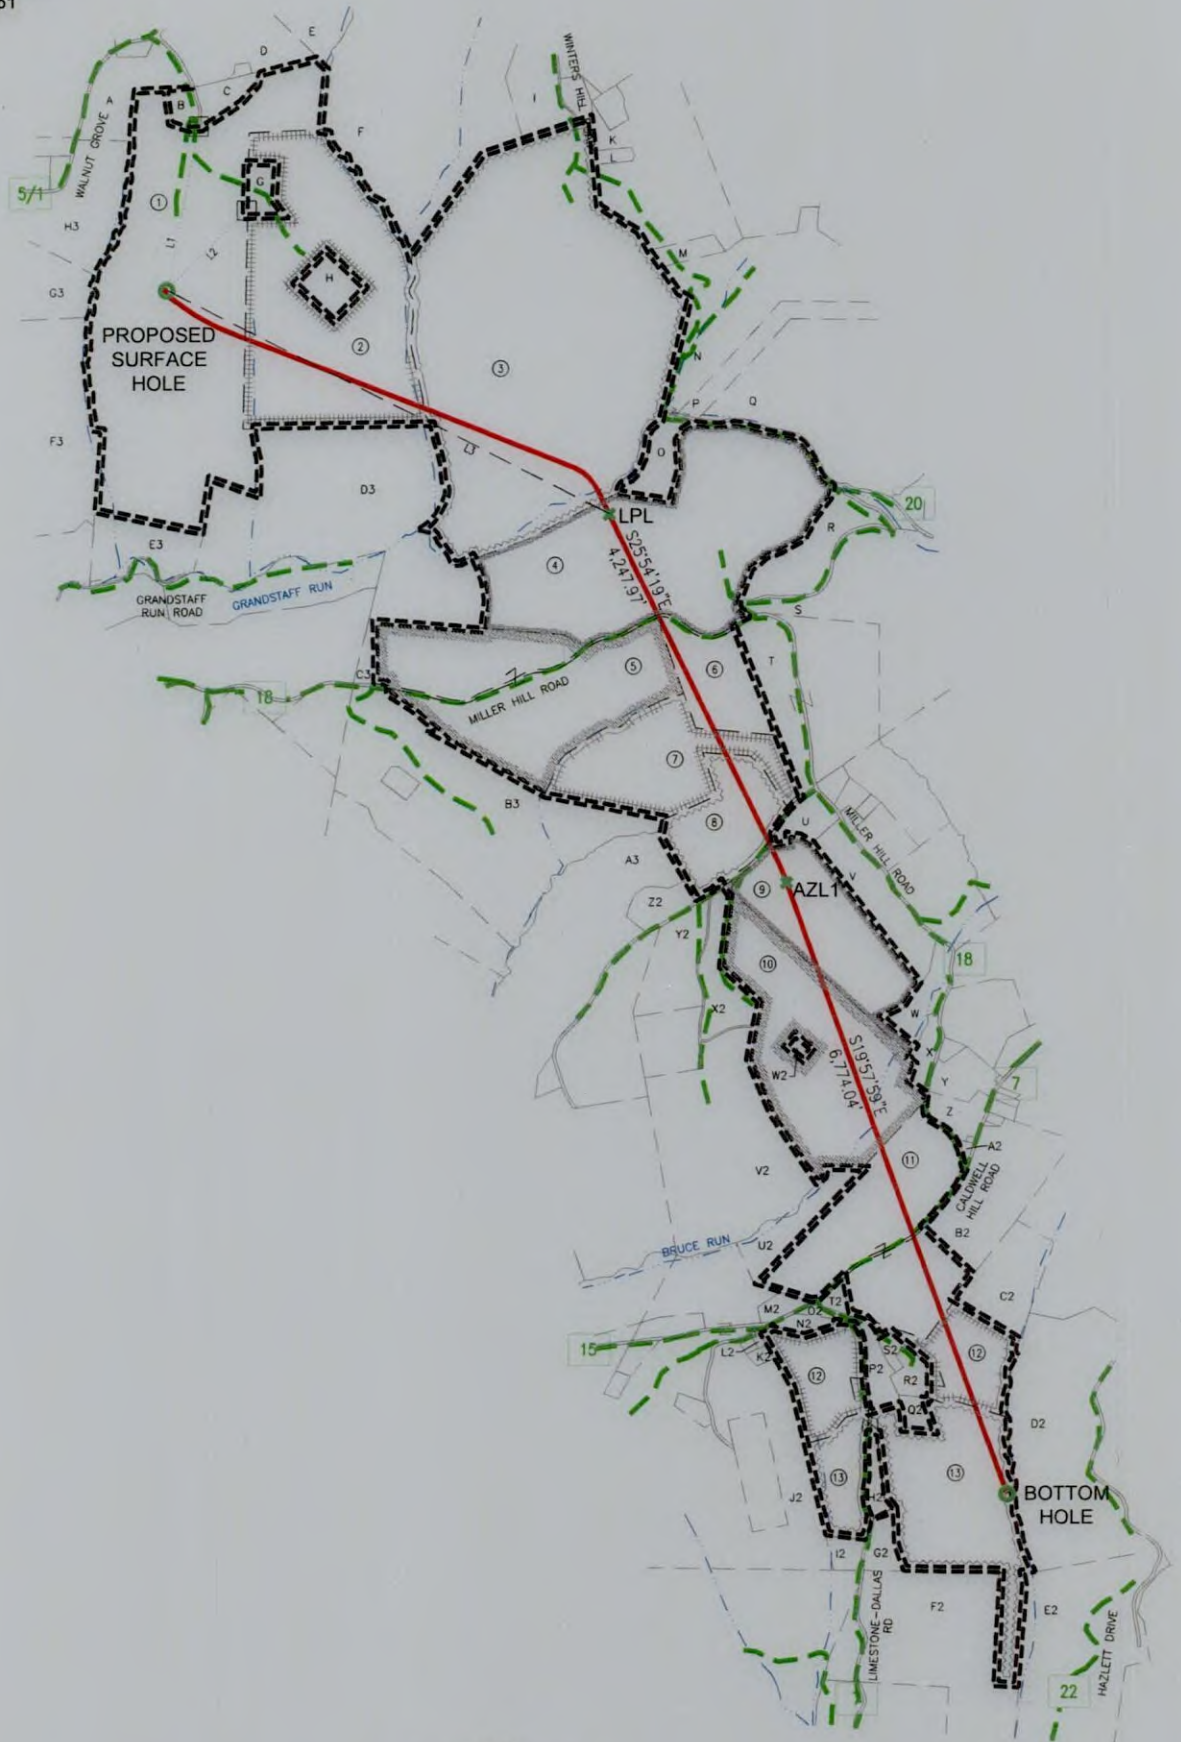 E
D
A
B
C
F
WALNUT GROVE
WINTERS HILL
I
K
L
5/1
G
1
H3
L1
L2
M
H
G3
PROPOSED
SURFACE
HOLE
2
3
N
P
Q
F3
L3
O
D3
20
LPL
R
E3
4
S25°54'19"E
4,247.97'
GRANDSTAFF
RUN ROAD
GRANDSTAFF RUN
S
5
6
T
C3
18
MILLER HILL ROAD
7
B3
8
U
MILLER HILL ROAD
A3
V
9
AZL1
Z2
Y2
10
18
X2
W
S19°57'59"E
6,774.04'
W2
X
Y
7
Z
A2
V2
11
CALDWELL
HILL ROAD
B2
BRUCE RUN
U2
C2
T2
M2
O2
N2
15
L2
K2
S2
12
P2
12
R2
Q2
D2
13
13
BOTTOM
HOLE
J2
H2
I2
G2
F2
E2
LIMESTONE-DALLAS
RD
HAZLETT DRIVE
22